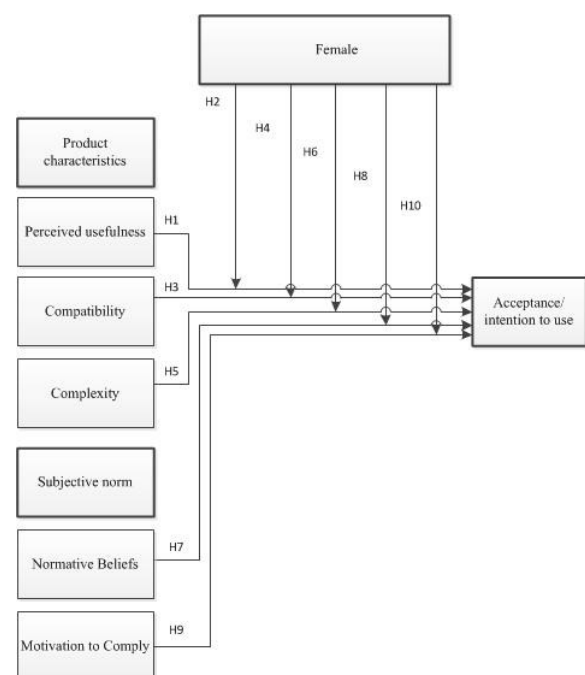 Female
H2
H4
H6
H8
H10
Product
characteristics
H1
Perceived usefulness
H3
Compatibility
Acceptance/
intention to use
H5
Complexity
Subjective norm
H7
Normative Beliefs
H9
Motivation to Comply